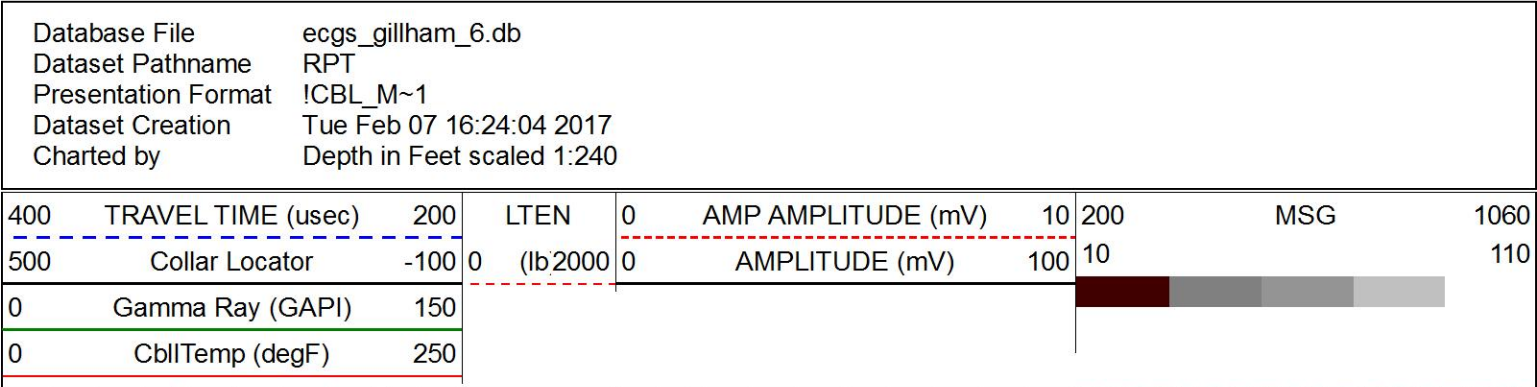 Database File ecgs_gillham_6.db
Dataset Pathname RPT
Presentation Format !CBL_M~1
Dataset Creation Tue Feb 07 16:24:04 2017
Charted by Depth in Feet scaled 1:240
400 TRAVEL TIME (usec) 200 LTEN 0 AMP AMPLITUDE (mV) 10 200 MSG 1060
500 Collar Locator -100 0 (lb 2000 0 AMPLITUDE (mV) 100 10 110
0 Gamma Ray (GAPI) 150
0 CbllTemp (degF) 250